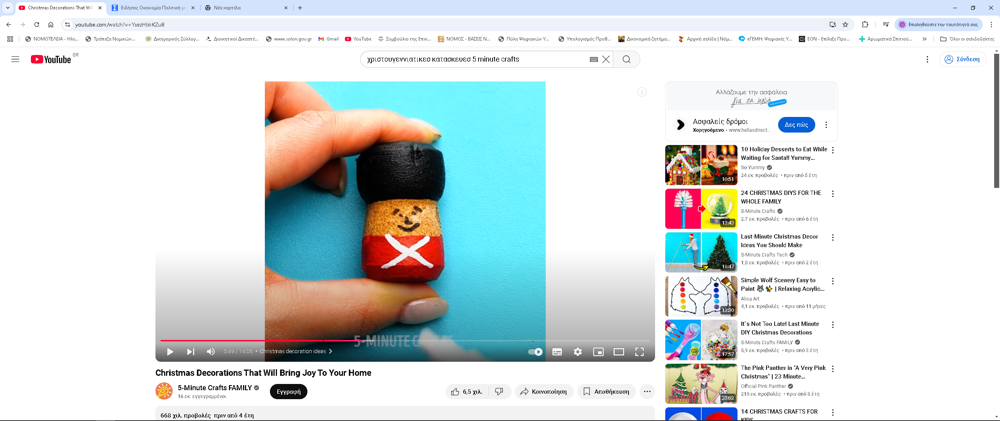 Christmas Decorations That Will
Ειδήσεις Οικονομία Πολιτική γι
Νέα καρτέλα
youtube.com/watch?v=YxezHbkKZu8
Επαληθεύστε την ταυτότητά σας
ΝΟΜΟΤΕΛΕΙΑ - Ηλε...
Τράπεζα Νομικών...
Δικηγορικός Σύλλογ...
Διοικητικοί Δικαστέ...
www.solon.gov.gr
Gmail
YouTube
Συμβούλιο της Επικ...
ΝΟΜΟΣ - ΒΑΣΕΙΣ Ν...
Πύλη Ψηφιακών Υ...
Υπολογισμός Προθ...
Δικονομικά ζητήμα...
Αρχική σελίδα | Νόμ...
eΓΕΜΗ: Ψηφιακές Υ...
EON - Επίλεξε Προ...
Αρωματικά Σπιτιού...
Όλοι οι σελιδοδείκτες
YouTube GR
χριστουγεννιατικεσ κατασκευεσ 5 minute crafts
Σύνδεση
5-MINUTE CRAFTS
5:49 / 14:06 • Christmas decoration ideas
Christmas Decorations That Will Bring Joy To Your Home
5-Minute Crafts FAMILY
16 εκ. εγγεγραμμένοι
Εγγραφή
6,5 χιλ.
Κοινοποίηση
Αποθήκευση
668 χιλ. προβολές πριν από 4 έτη
Αλλάζουμε την ασφάλεια
για τα καλά
Ασφαλείς δρόμοι
Χορηγούμενο • www.hellasdirect...
Δες πώς
10 Holiday Desserts to Eat While
Waiting for Santa!! Yummy...
So Yummy
24 εκ. προβολές • πριν από 5 έτη
10:51
24 CHRISTMAS DIYS FOR THE
WHOLE FAMILY
5-Minute Crafts
2,7 εκ. προβολές • πριν από 6 έτη
13:43
Last-Minute Christmas Decor
Ideas You Should Make
5-Minute Crafts Tech
1,8 εκ. προβολές • πριν από 2 έτη
16:47
Simple Wolf Scenery Easy to
Paint 🐺 ✨ | Relaxing Acrylic...
Alisa Art
4,1 εκ. προβολές • πριν από 11 μήνες
13:30
It`s Not Too Late! Last Minute
DIY Christmas Decorations
5-Minute Crafts FAMILY
8,9 εκ. προβολές • πριν από 3 έτη
17:57
The Pink Panther in "A Very Pink
Christmas" | 23 Minute...
Official Pink Panther
210 εκ. προβολές • πριν από 8 έτη
PINK
PANTHER
23:02
14 CHRISTMAS CRAFTS FOR
KIDS